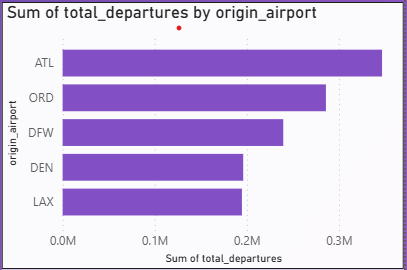 Sum of total_departures by origin_airport
origin_airport
ATL
ORD
DFW
DEN
LAX
0.0M 0.1M 0.2M 0.3M
Sum of total_departures